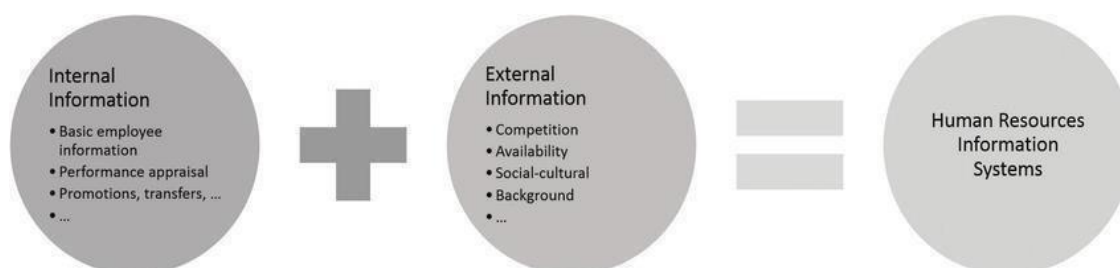 Internal
Information
• Basic employee
information
• Performance appraisal
• Promotions, transfers, ...
• ...
External
Information
• Competition
• Availability
• Social-cultural
• Background
• ...
Human Resources
Information
Systems